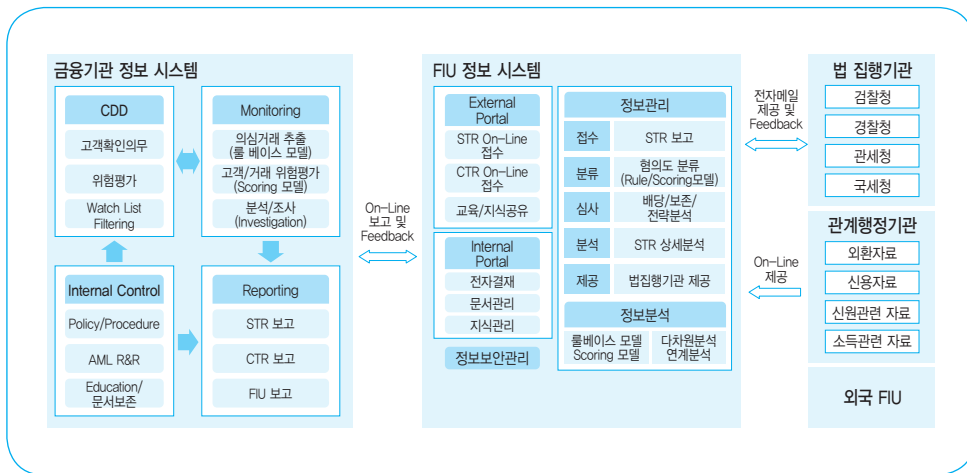 금융기관 정보 시스템
CDD
고객확인의무
위험평가
Watch List
Filtering
Monitoring
의심거래 추출
(룰 베이스 모델)
고객/거래 위험평가
(Scoring 모델)
분석/조사
(Investigation)
Internal Control
Policy/Procedure
AML R&R
Education/
문서보존
Reporting
STR 보고
CTR 보고
FIU 보고
On-Line
보고 및
Feedback
FIU 정보 시스템
External
Portal
STR On-Line
접수
CTR On-Line
접수
교육/지식공유
Internal
Portal
전자결재
문서관리
지식관리
정보보안관리
정보관리
접수
STR 보고
분류
혐의도 분류
(Rule/Scoring모델)
심사
배당/보존/
전략분석
분석
STR 상세분석
제공
법집행기관 제공
정보분석
룰베이스 모델
Scoring 모델
다차원분석
연계분석
전자메일
제공 및
Feedback
On-Line
제공
법 집행기관
검찰청
경찰청
관세청
국세청
관계행정기관
외환자료
신용자료
신원관련 자료
소득관련 자료
외국 FIU